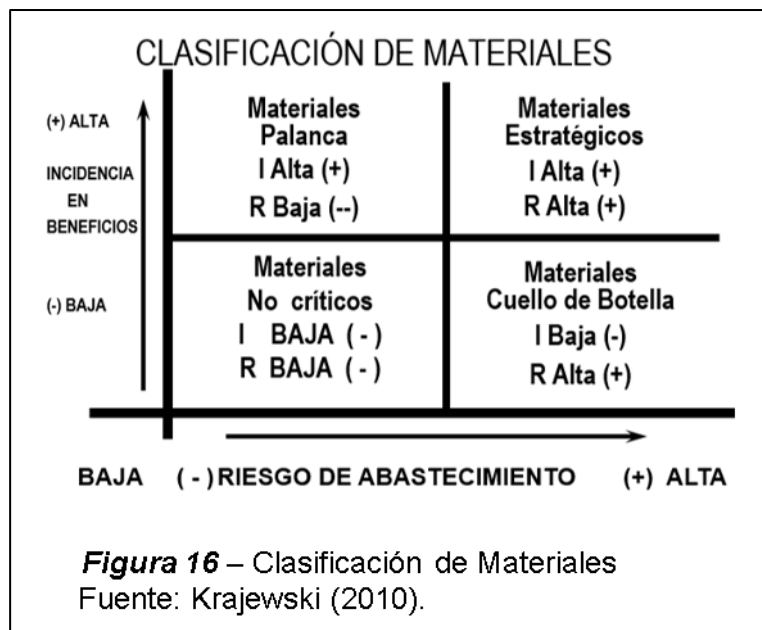 CLASIFICACIÓN DE MATERIALES
(+) ALTA
INCIDENCIA
EN
BENEFICIOS
(-) BAJA
Materiales
Palanca
I Alta (+)
R Baja (--)
Materiales
Estratégicos
I Alta (+)
R Alta (+)
Materiales
No críticos
I BAJA ( - )
R BAJA ( - )
Materiales
Cuello de Botella
I Baja (-)
R Alta (+)
BAJA ( - ) RIESGO DE ABASTECIMIENTO (+) ALTA
Figura 16 – Clasificación de Materiales
Fuente: Krajewski (2010).